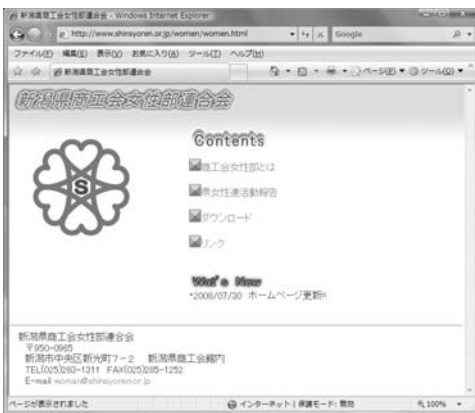 新潟県商工会女性部連合会 - Windows Internet Explorer
http://www.shinsyoren.or.jp/women/women.html
Google
ファイル(F) 編集(E) 表示(V) お気に入り(A) ツール(T) ヘルプ(H)
新潟県商工会女性部連合会
ページ(P) ツール(O)
新潟県商工会女性部連合会
Contents
S
商工会女性部とは
県女性連活動報告
ダウンロード
リンク
Wat's New
・2008/07/30 ホームページ更新!!
新潟県商工会女性部連合会
〒950-0965
新潟市中央区新光町7-2 新潟県商工会館内
TEL(025)283-1311 FAX(025)285-1252
E-mail woman@shinsyoren.or.jp
ページが表示されました
インターネット | 保護モード: 無効
100%